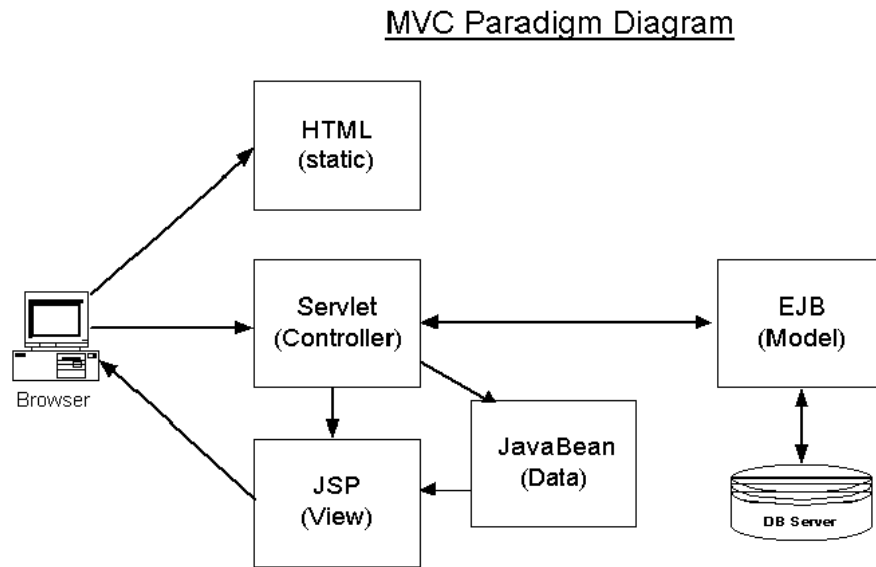 MVC Paradigm Diagram
HTML
(static)
Servlet
(Controller)
EJB
(Model)
Browser
JavaBean
(Data)
JSP
(View)
DB Server